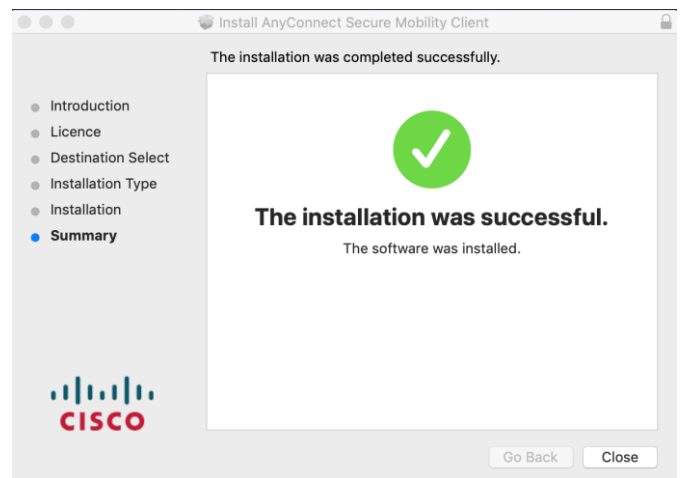 Install AnyConnect Secure Mobility Client
The installation was completed successfully.
Introduction
Licence
Destination Select
Installation Type
Installation
Summary
The installation was successful.
The software was installed.
CISCO
Go Back
Close